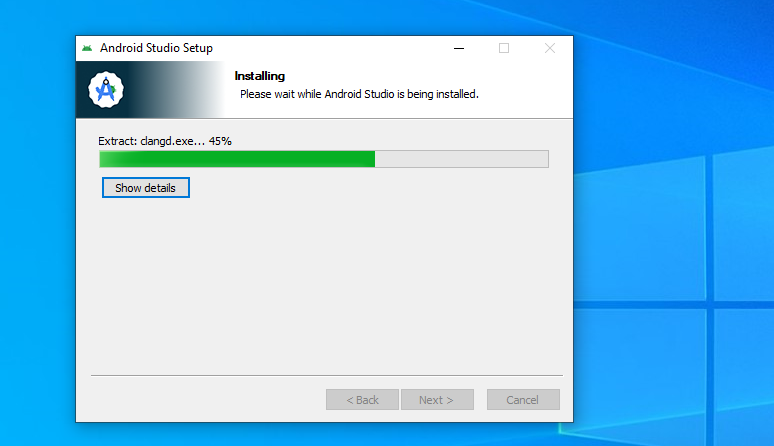 Android Studio Setup
Installing
Please wait while Android Studio is being installed.
Extract: clangd.exe... 45%
Show details
< Back
Next >
Cancel